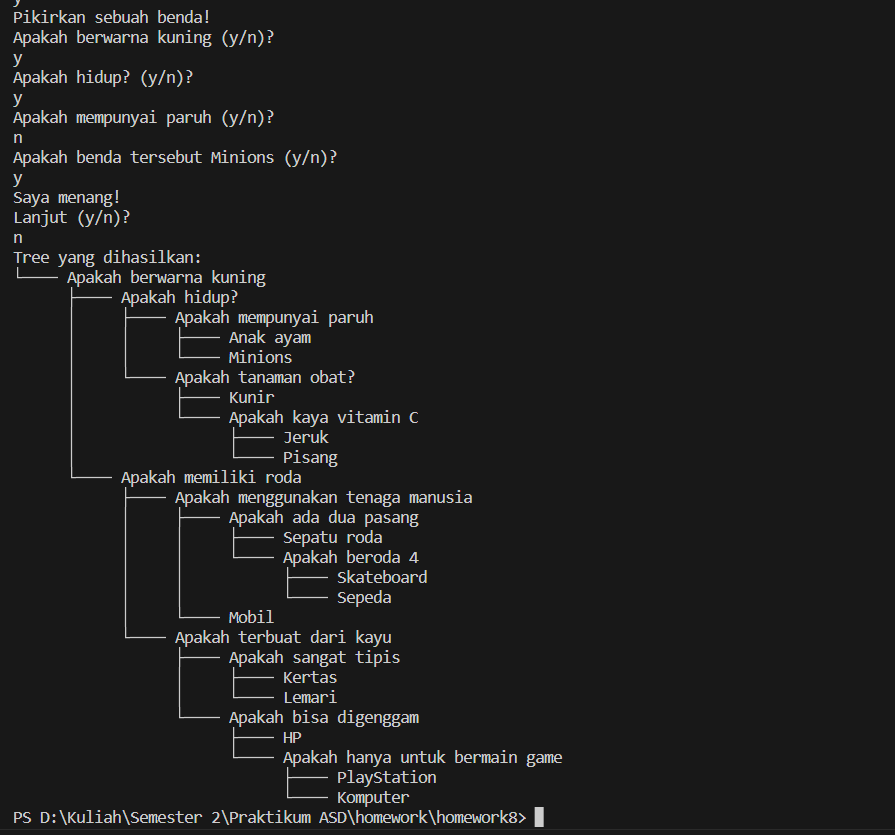 y
Pikirkan sebuah benda!
Apakah berwarna kuning (y/n)?
y
Apakah hidup? (y/n)?
y
Apakah mempunyai paruh (y/n)?
n
Apakah benda tersebut Minions (y/n)?
y
Saya menang!
Lanjut (y/n)?
n
Tree yang dihasilkan:
└── Apakah berwarna kuning
├── Apakah hidup?
├── Apakah mempunyai paruh
├── Anak ayam
└── Minions
└── Apakah tanaman obat?
├── Kunir
└── Apakah kaya vitamin C
├── Jeruk
└── Pisang
└── Apakah memiliki roda
├── Apakah menggunakan tenaga manusia
├── Apakah ada dua pasang
├── Sepatu roda
└── Apakah beroda 4
├── Skateboard
└── Sepeda
└── Mobil
└── Apakah terbuat dari kayu
├── Apakah sangat tipis
├── Kertas
└── Lemari
└── Apakah bisa digenggam
├── HP
└── Apakah hanya untuk bermain game
├── PlayStation
└── Komputer
PS D:\Kuliah\Semester 2\Praktikum ASD\homework\homework8>